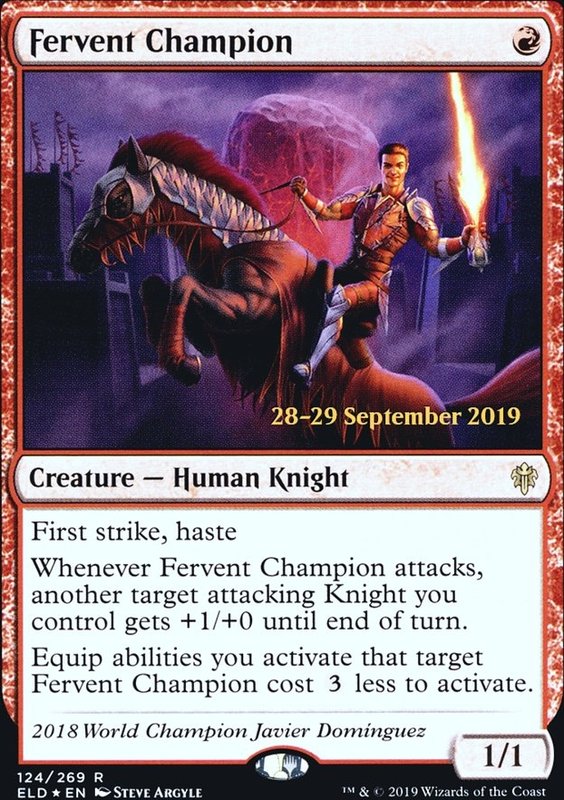 Fervent Champion
28-29 September 2019
Creature — Human Knight
First strike, haste
Whenever Fervent Champion attacks,
another target attacking Knight you
control gets +1/+0 until end of turn.
Equip abilities you activate that target
Fervent Champion cost 3 less to activate.
2018 World Champion Javier Domínguez
1/1
124/269 R
ELD ★ EN Steve Argyle
™ & © 2019 Wizards of the Coast